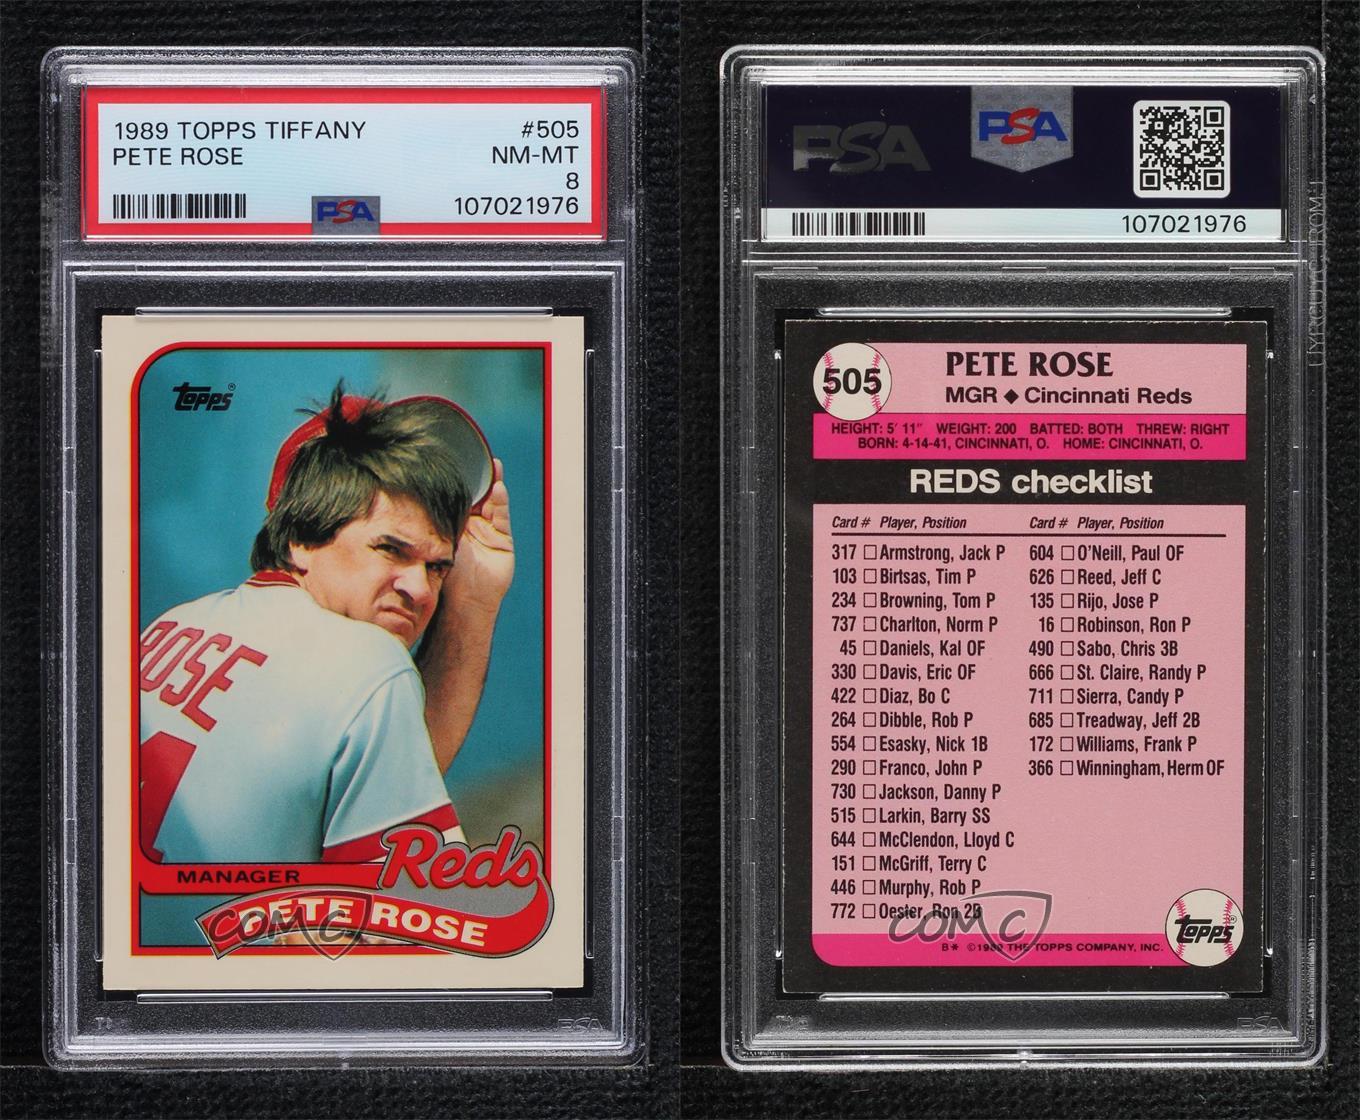 1989 TOPPS TIFFANY #505
PETE ROSE NM-MT
8
PSA 107021976
topps®
ROSE
MANAGER
Reds
PETE ROSE
COMC
PSA
PSA PSA
107021976
505
PETE ROSE
MGR ◆ Cincinnati Reds
HEIGHT: 5' 11" WEIGHT: 200 BATTED: BOTH THREW: RIGHT
BORN: 4-14-41, CINCINNATI, O. HOME: CINCINNATI, O.
REDS checklist
Card # Player, Position
317 □ Armstrong, Jack P
103 □ Birtsas, Tim P
234 □ Browning, Tom P
737 □ Charlton, Norm P
45 □ Daniels, Kal OF
330 □ Davis, Eric OF
422 □ Diaz, Bo C
264 □ Dibble, Rob P
554 □ Esasky, Nick 1B
290 □ Franco, John P
730 □ Jackson, Danny P
515 □ Larkin, Barry SS
644 □ McClendon, Lloyd C
151 □ McGriff, Terry C
446 □ Murphy, Rob P
772 □ Oester, Ron 2B
Card # Player, Position
604 □ O'Neill, Paul OF
626 □ Reed, Jeff C
135 □ Rijo, Jose P
16 □ Robinson, Ron P
490 □ Sabo, Chris 3B
666 □ St. Claire, Randy P
711 □ Sierra, Candy P
685 □ Treadway, Jeff 2B
172 □ Williams, Frank P
366 □ Winningham, Herm OF
COMC
B* ©1989 THE TOPPS COMPANY, INC.
topps®
PSA